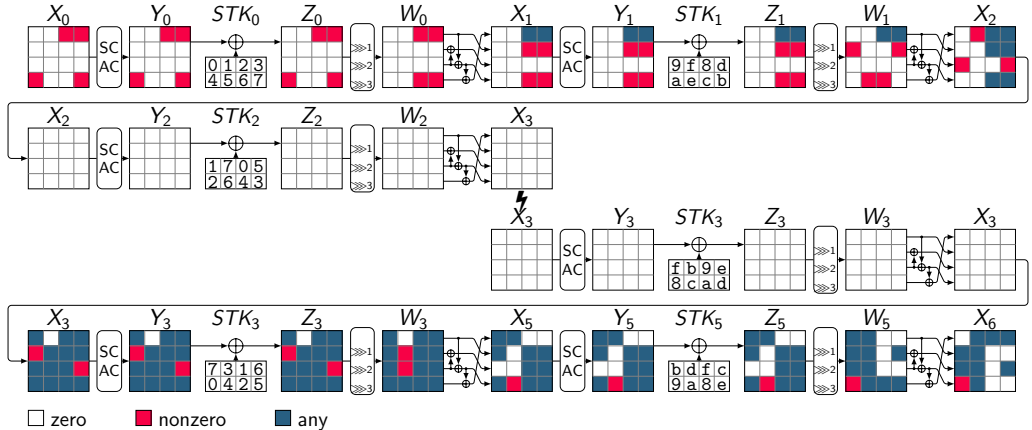 X0 Y0 STK0 Z0 W0 X1 Y1 STK1 Z1 W1 X2
SC AC 0 1 2 3 ⋙1 SC AC 9 f 8 d ⋙1
4 5 6 7 ⋙2 a e c b ⋙2
⋙3 ⋙3
X2 Y2 STK2 Z2 W2 X3
SC AC 1 7 0 5 ⋙1
2 6 4 3 ⋙2
⋙3
X3 Y3 STK3 Z3 W3 X3
SC AC f b 9 e ⋙1
8 c a d ⋙2
⋙3
X3 Y3 STK3 Z3 W3 X5 Y5 STK5 Z5 W5 X6
SC AC 7 3 1 6 ⋙1 SC AC b d f c ⋙1
0 4 2 5 ⋙2 9 a 8 e ⋙2
⋙3 ⋙3
zero nonzero any